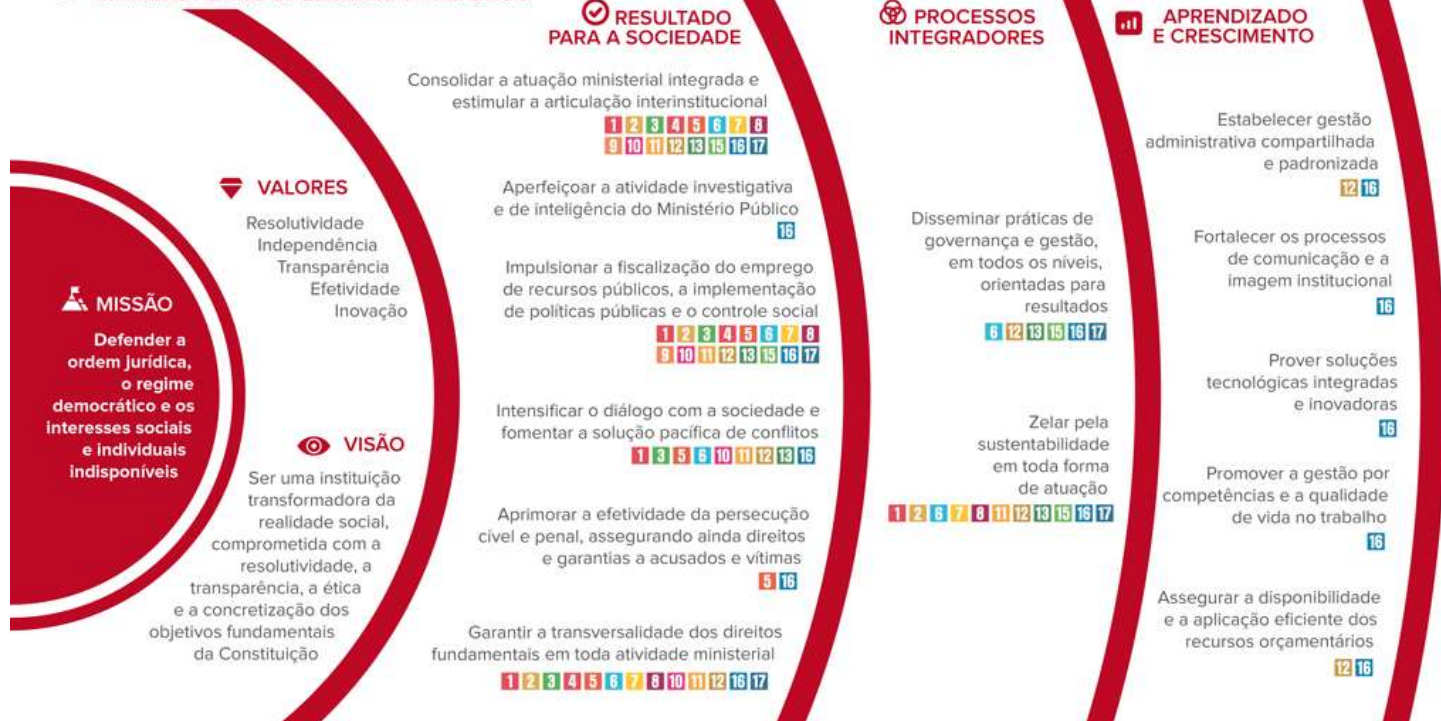 MISSÃO
Defender a
ordem jurídica,
o regime
democrático e os
interesses sociais
e individuais
indisponíveis
VALORES
Resolutividade
Independência
Transparência
Efetividade
Inovação
VISÃO
Ser uma instituição
transformadora da
realidade social,
comprometida com a
resolutividade, a
transparência, a ética
e a concretização dos
objetivos fundamentais
da Constituição
RESULTADO
PARA A SOCIEDADE
Consolidar a atuação ministerial integrada e
estimular a articulação interinstitucional
1 2 3 4 5 6 7 8
9 10 11 12 13 15 16 17
Aperfeiçoar a atividade investigativa
e de inteligência do Ministério Público
16
Impulsionar a fiscalização do emprego
de recursos públicos, a implementação
de políticas públicas e o controle social
1 2 3 4 5 6 7 8
9 10 11 12 13 15 16 17
Intensificar o diálogo com a sociedade e
fomentar a solução pacífica de conflitos
1 3 5 6 10 11 12 13 16
Aprimorar a efetividade da persecução
cível e penal, assegurando ainda direitos
e garantias a acusados e vítimas
5 16
Garantir a transversalidade dos direitos
fundamentais em toda atividade ministerial
1 2 3 4 5 6 7 8 10 11 12 16 17
PROCESSOS
INTEGRADORES
Disseminar práticas de
governança e gestão,
em todos os níveis,
orientadas para
resultados
6 12 13 15 16 17
Zelar pela
sustentabilidade
em toda forma
de atuação
1 2 6 7 8 11 12 13 15 16 17
APRENDIZADO
E CRESCIMENTO
Estabelecer gestão
administrativa compartilhada
e padronizada
12 16
Fortalecer os processos
de comunicação e a
imagem institucional
16
Prover soluções
tecnológicas integradas
e inovadoras
16
Promover a gestão por
competências e a qualidade
de vida no trabalho
16
Assegurar a disponibilidade
e a aplicação eficiente dos
recursos orçamentários
12 16